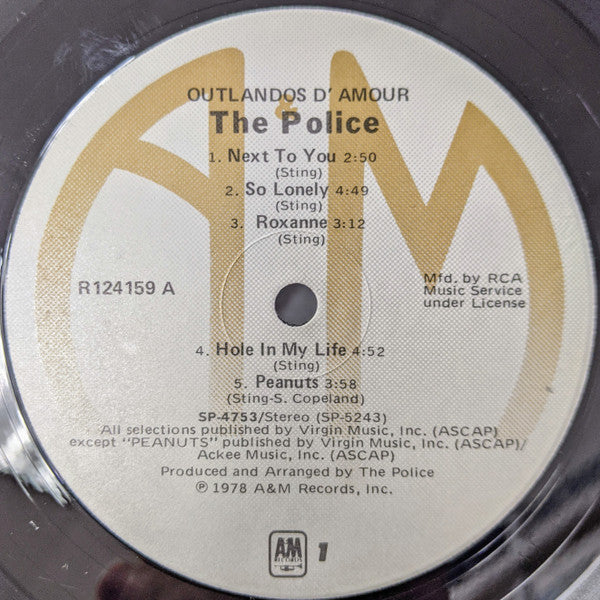 A&M
OUTLANDOS D' AMOUR
The Police
1. Next To You 2:50
(Sting)
2. So Lonely 4:49
(Sting)
3. Roxanne 3:12
(Sting)
R124159 A
Mfd. by RCA
Music Service
under License
4. Hole In My Life 4:52
(Sting)
5. Peanuts 3:58
(Sting-S. Copeland)
SP-4753/Stereo (SP-5243)
All selections published by Virgin Music, Inc. (ASCAP)
except "PEANUTS" published by Virgin Music, Inc. (ASCAP)/
Ackee Music, Inc. (ASCAP)
Produced and Arranged by The Police
℗ 1978 A&M Records, Inc.
AM
RECORDS
1